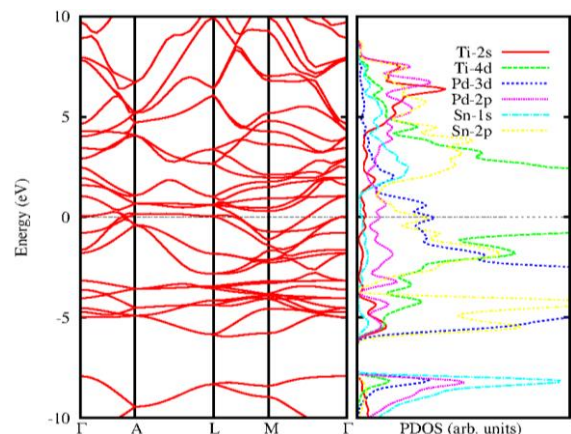 10
5
0
-5
-10
Energy (eV)
Γ A L M Γ
Ti-2s
Ti-4d
Pd-3d
Pd-2p
Sn-1s
Sn-2p
PDOS (arb. units)